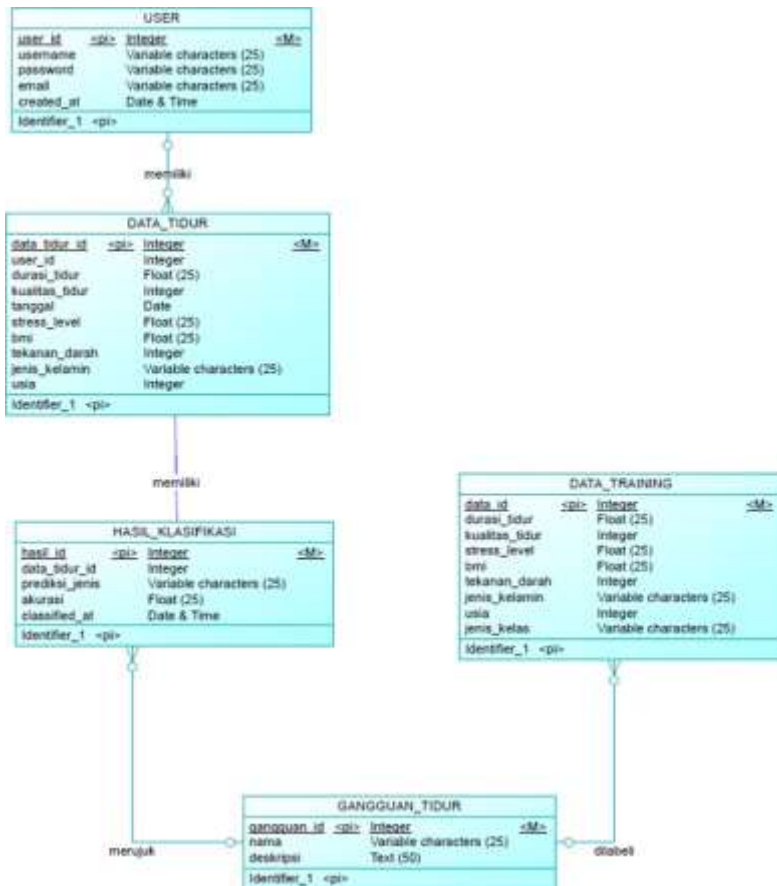 USER
user_id <pi> Integer <M>
username Variable characters (25)
password Variable characters (25)
email Variable characters (25)
created_at Date & Time
Identifier_1 <pi>
memiliki
DATA_TIDUR
data_tidur_id <pi> Integer <M>
user_id Integer
durasi_tidur Float (25)
kualitas_tidur Integer
tanggal Date
stress_level Float (25)
bmi Float (25)
tekanan_darah Integer
jenis_kelamin Variable characters (25)
usia Integer
Identifier_1 <pi>
memiliki
HASIL_KLASIFIKASI
hasil_id <pi> Integer <M>
data_tidur_id Integer
prediksi_jenis Variable characters (25)
akurasi Float (25)
classified_at Date & Time
Identifier_1 <pi>
DATA_TRAINING
data_id <pi> Integer <M>
durasi_tidur Float (25)
kualitas_tidur Integer
stress_level Float (25)
bmi Float (25)
tekanan_darah Integer
jenis_kelamin Variable characters (25)
usia Integer
jenis_kelas Variable characters (25)
Identifier_1 <pi>
merujuk
GANGGUAN_TIDUR
gangguan_id <pi> Integer <M>
nama Variable characters (25)
deskripsi Text (50)
Identifier_1 <pi>
dilabeli